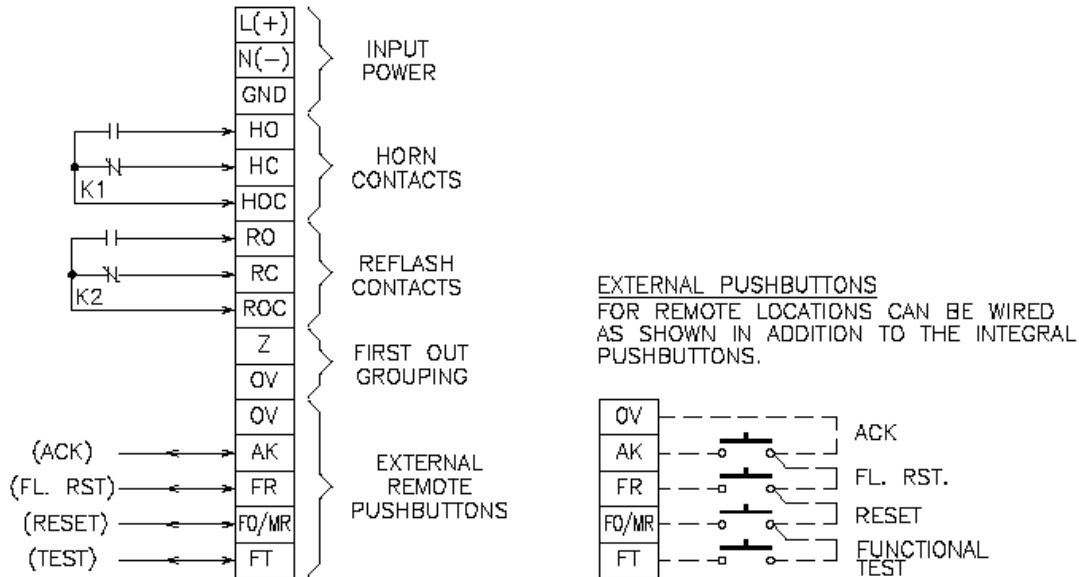 L(+)
N(—)
GND
HO
HC
HOC
RO
RC
ROC
Z
OV
OV
AK
FR
FO/MR
FT
INPUT
POWER
HORN
CONTACTS
REFLASH
CONTACTS
FIRST OUT
GROUPING
EXTERNAL
REMOTE
PUSHBUTTONS
K1
K2
(ACK)
(FL. RST)
(RESET)
(TEST)
EXTERNAL PUSHBUTTONS
FOR REMOTE LOCATIONS CAN BE WIRED
AS SHOWN IN ADDITION TO THE INTEGRAL
PUSHBUTTONS.
OV
AK
FR
FO/MR
FT
ACK
FL. RST.
RESET
FUNCTIONAL
TEST